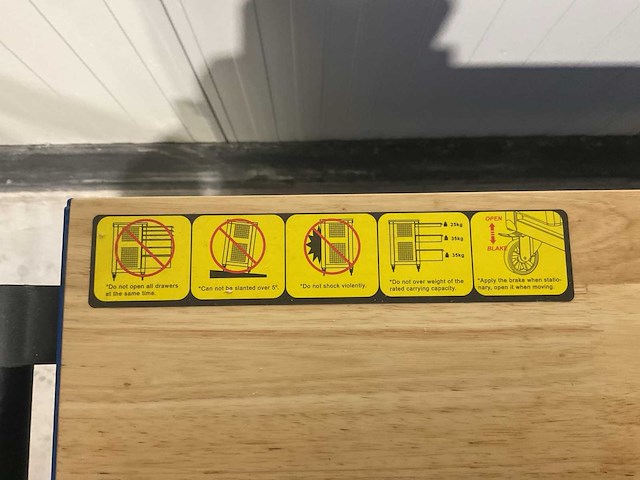 *Do not open all drawers
at the same time.
*Can not be slanted over 5°.
*Do not shock violently.
25kg
35kg
35kg
*Do not over weight of the
rated carrying capacity.
OPEN
BLAKE
*Apply the brake when statio-
nary, open it when moving.